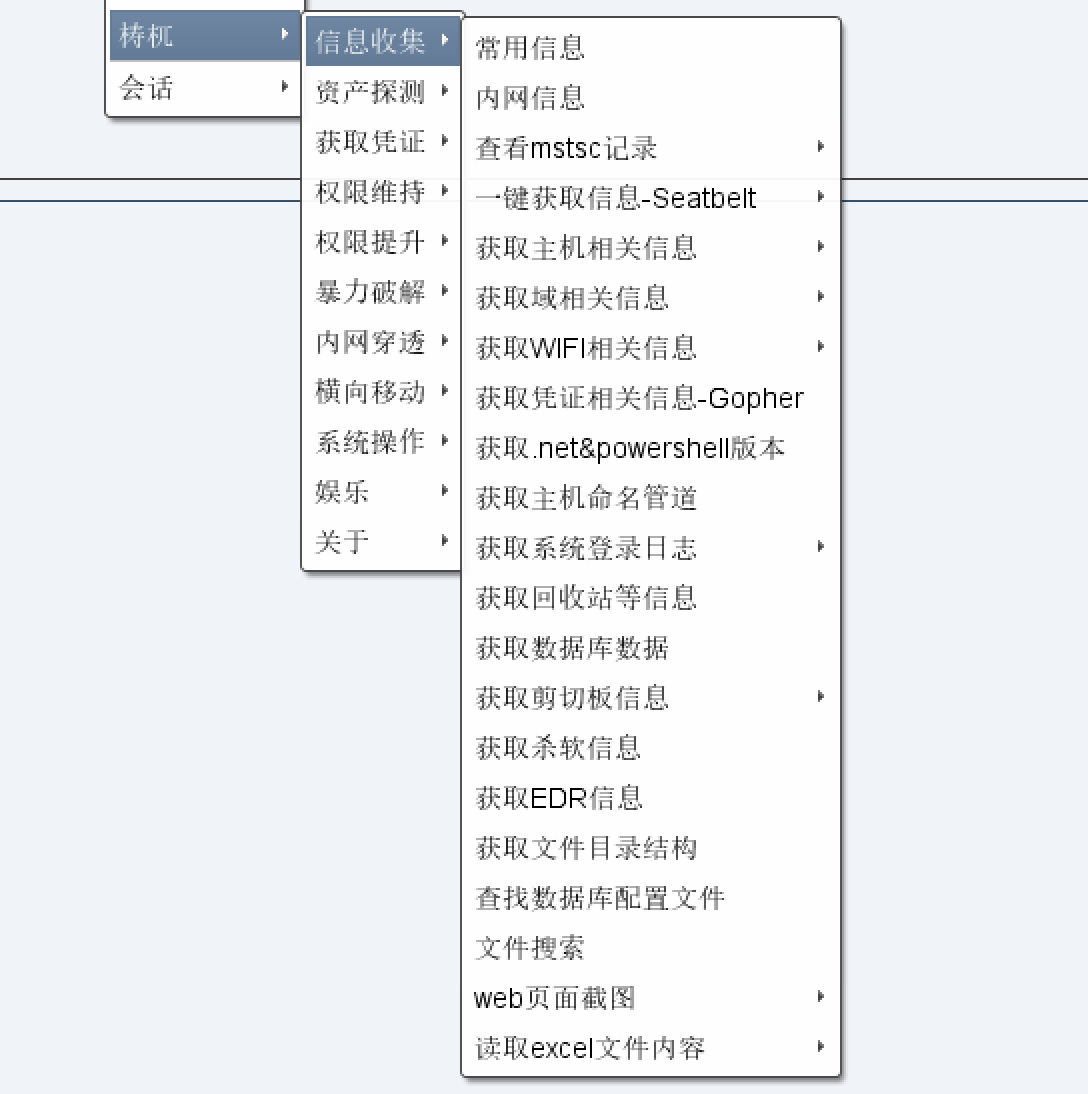 梼杌
会话
信息收集
资产探测
获取凭证
权限维持
权限提升
暴力破解
内网穿透
横向移动
系统操作
娱乐
关于
常用信息
内网信息
查看mstsc记录
一键获取信息-Seatbelt
获取主机相关信息
获取域相关信息
获取WIFI相关信息
获取凭证相关信息-Gopher
获取.net&powershell版本
获取主机命名管道
获取系统登录日志
获取回收站等信息
获取数据库数据
获取剪切板信息
获取杀软信息
获取EDR信息
获取文件目录结构
查找数据库配置文件
文件搜索
web页面截图
读取excel文件内容